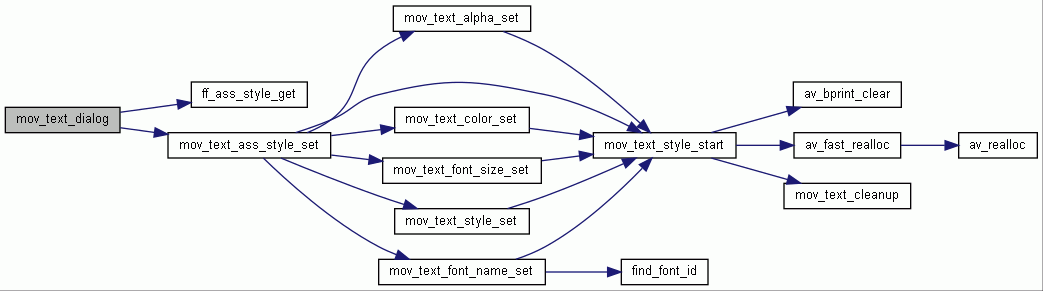 mov_text_dialog
ff_ass_style_get
mov_text_ass_style_set
mov_text_alpha_set
mov_text_color_set
mov_text_font_size_set
mov_text_style_set
mov_text_font_name_set
mov_text_style_start
find_font_id
av_bprint_clear
av_fast_realloc
mov_text_cleanup
av_realloc